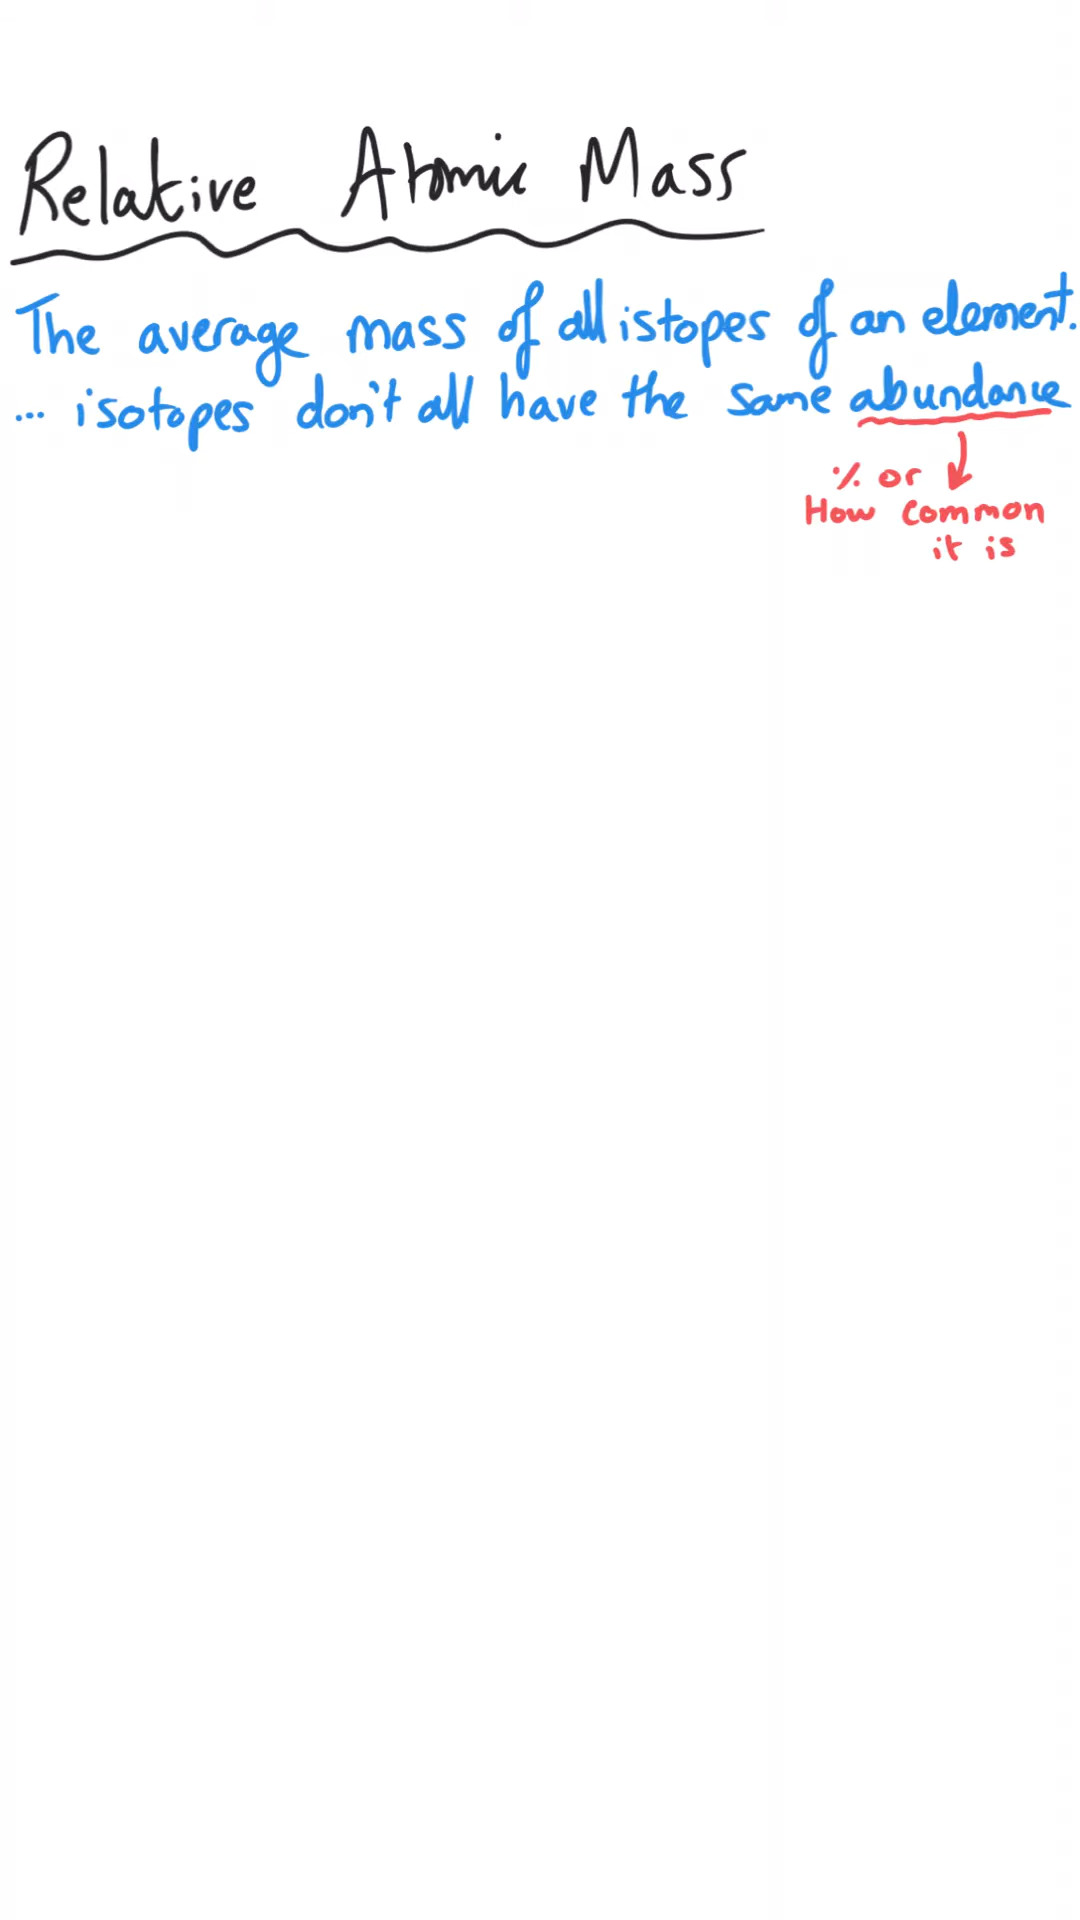 Relative Atomic Mass
The average mass of all istopes of an element.
... isotopes don't all have the same abundance
% or
How common
it is